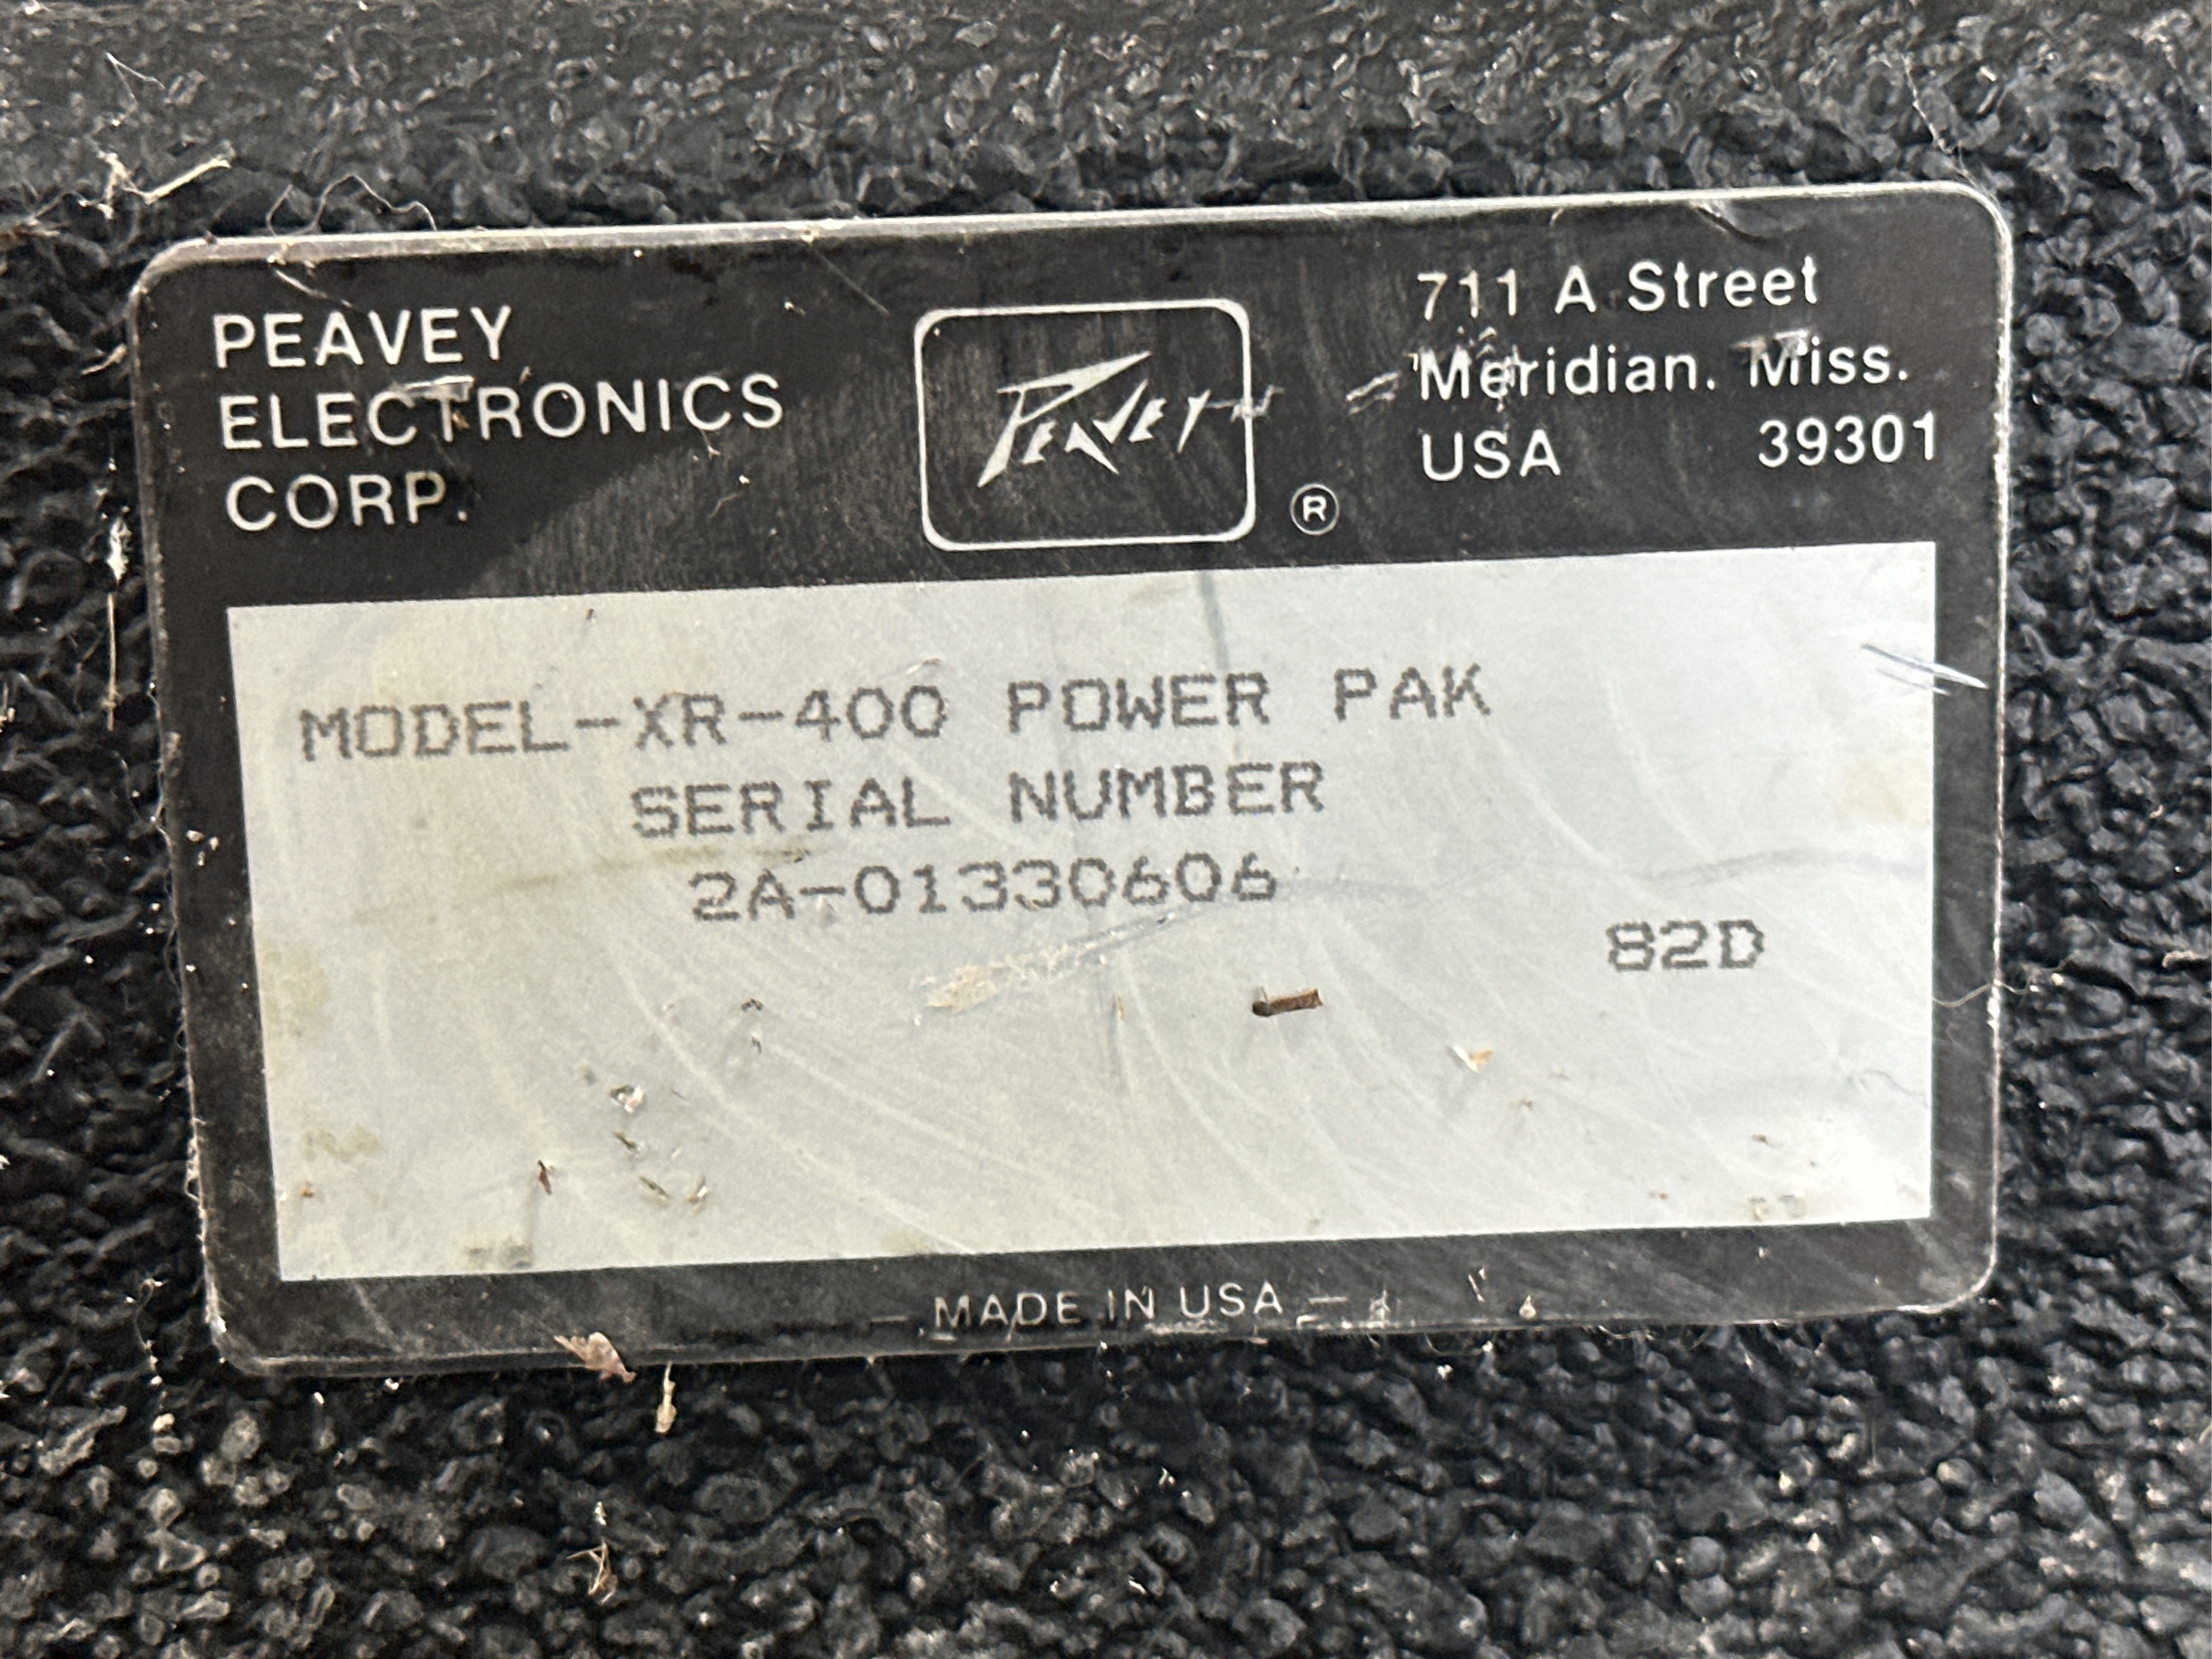 PEAVEY
ELECTRONICS
CORP.
PEAVEY
®
711 A Street
Meridian. Miss.
USA 39301
MODEL-XR-400 POWER PAK
SERIAL NUMBER
2A-01330606
82D
— MADE IN USA —